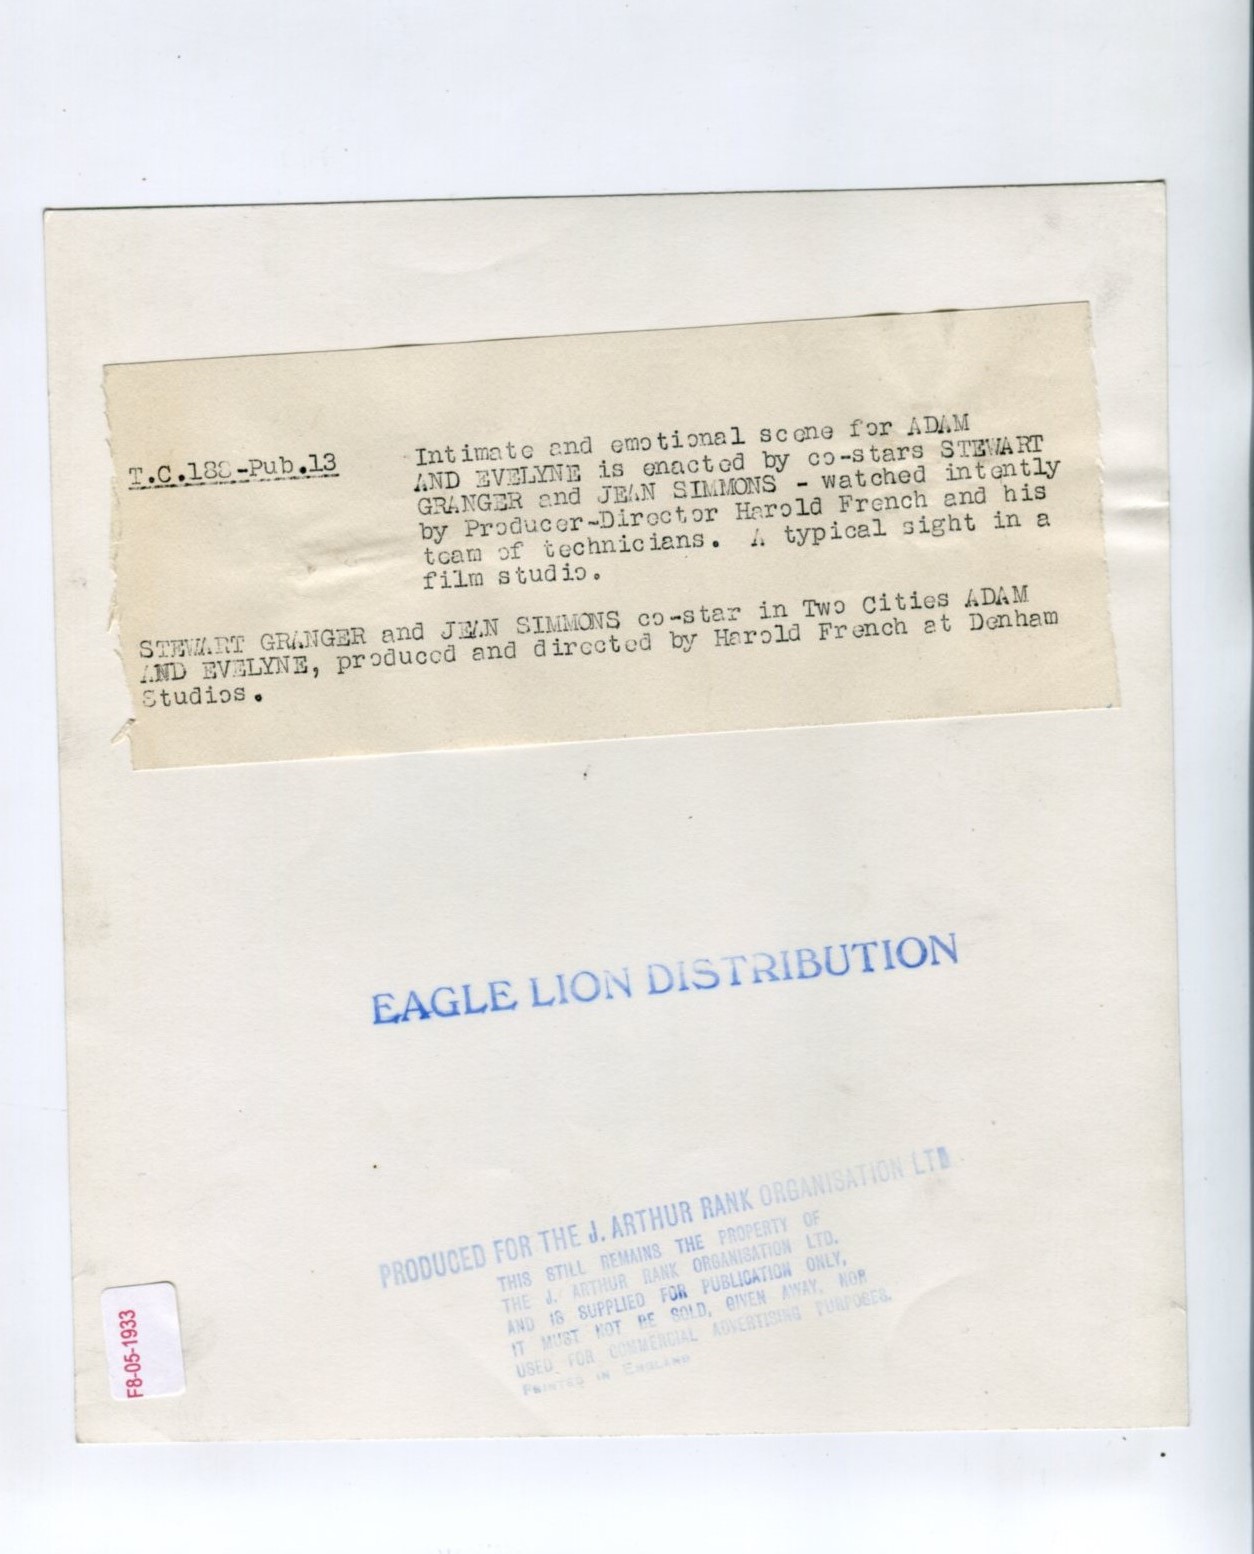 T.C.188-Pub.13
Intimate and emotional scene for ADAM
AND EVELYNE is enacted by co-stars STEWART
GRANGER and JEAN SIMMONS - watched intently
by Producer-Director Harold French and his
team of technicians. A typical sight in a
film studio.
STEWART GRANGER and JEAN SIMMONS co-star in Two Cities ADAM
AND EVELYNE, produced and directed by Harold French at Denham
Studios.
EAGLE LION DISTRIBUTION
PRODUCED FOR THE J. ARTHUR RANK ORGANISATION LTD
THIS STILL REMAINS THE PROPERTY OF
THE J. ARTHUR RANK ORGANISATION LTD.
AND IS SUPPLIED FOR PUBLICATION ONLY,
IT MUST NOT BE SOLD, GIVEN AWAY, NOR
USED FOR COMMERCIAL ADVERTISING PURPOSES.
PRINTED IN ENGLAND
F8-05-1933